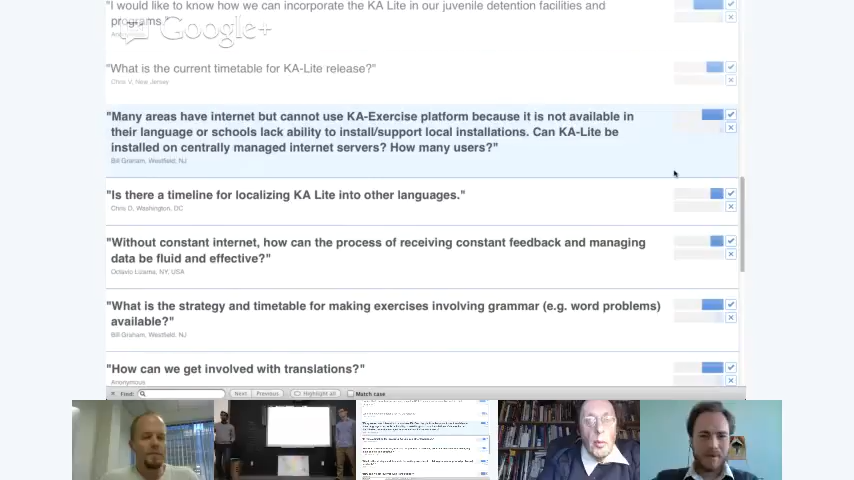 "I would like to know how we can incorporate the KA Lite in our juvenile detention facilities and
programs."
Anonymous
Google+
"What is the current timetable for KA-Lite release?"
Chris V, New Jersey
"Many areas have internet but cannot use KA-Exercise platform because it is not available in
their language or schools lack ability to install/support local installations. Can KA-Lite be
installed on centrally managed internet servers? How many users?"
Bill Graham, Westfield, NJ
"Is there a timeline for localizing KA Lite into other languages."
Chris D, Washington, DC
"Without constant internet, how can the process of receiving constant feedback and managing
data be fluid and effective?"
Octavio Lizama, NY, USA
"What is the strategy and timetable for making exercises involving grammar (e.g. word problems)
available?"
Bill Graham, Westfield, NJ
"How can we get involved with translations?"
Anonymous
Find:
Next
Previous
Highlight all
Match case